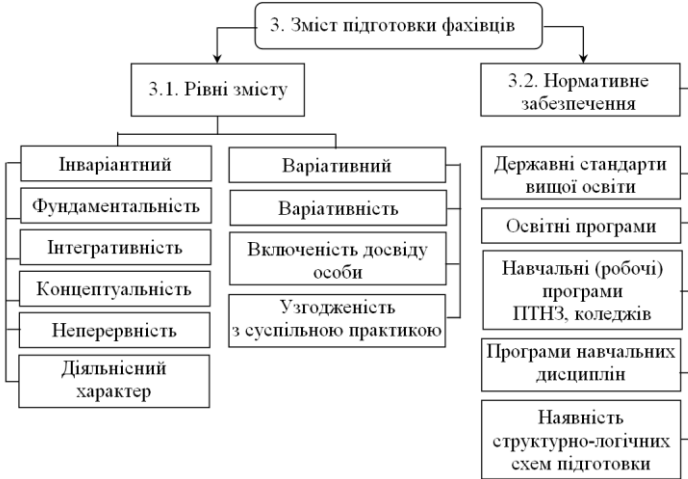 3. Зміст підготовки фахівців
3.1. Рівні змісту
3.2. Нормативне
забезпечення
Інваріантний
Фундаментальність
Інтегративність
Концептуальність
Неперервність
Діяльнісний
характер
Варіативний
Варіативність
Включеність досвіду
особи
Узгодженість
з суспільною практикою
Державні стандарти
вищої освіти
Освітні програми
Навчальні (робочі)
програми
ПТНЗ, коледжів
Програми навчальних
дисциплін
Наявність
структурно-логічних
схем підготовки